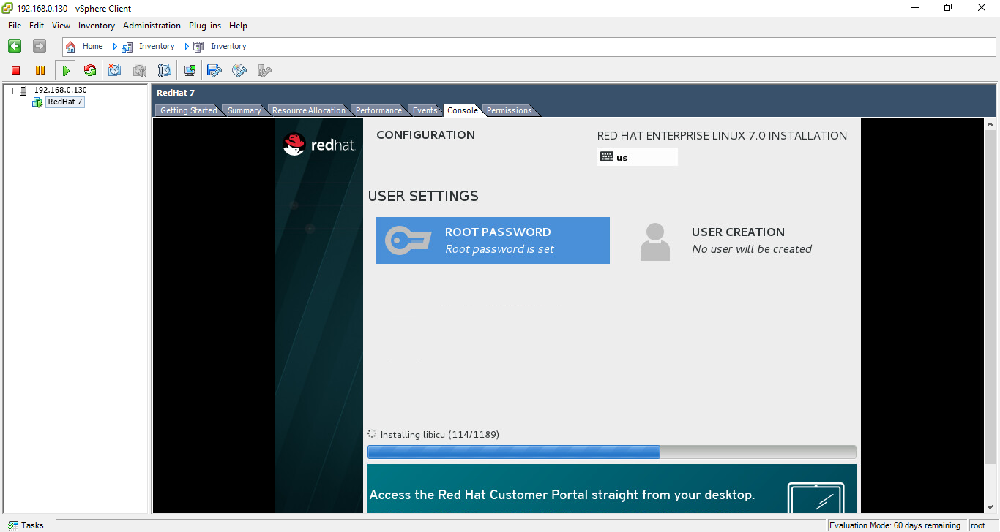 192.168.0.130 - vSphere Client
File Edit View Inventory Administration Plug-ins Help
Home Inventory Inventory
192.168.0.130
RedHat 7
RedHat 7
Getting Started Summary Resource Allocation Performance Events Console Permissions
redhat.
CONFIGURATION
RED HAT ENTERPRISE LINUX 7.0 INSTALLATION
us
USER SETTINGS
ROOT PASSWORD
Root password is set
USER CREATION
No user will be created
Installing libicu (114/1189)
Access the Red Hat Customer Portal straight from your desktop.
Tasks
Evaluation Mode: 60 days remaining
root